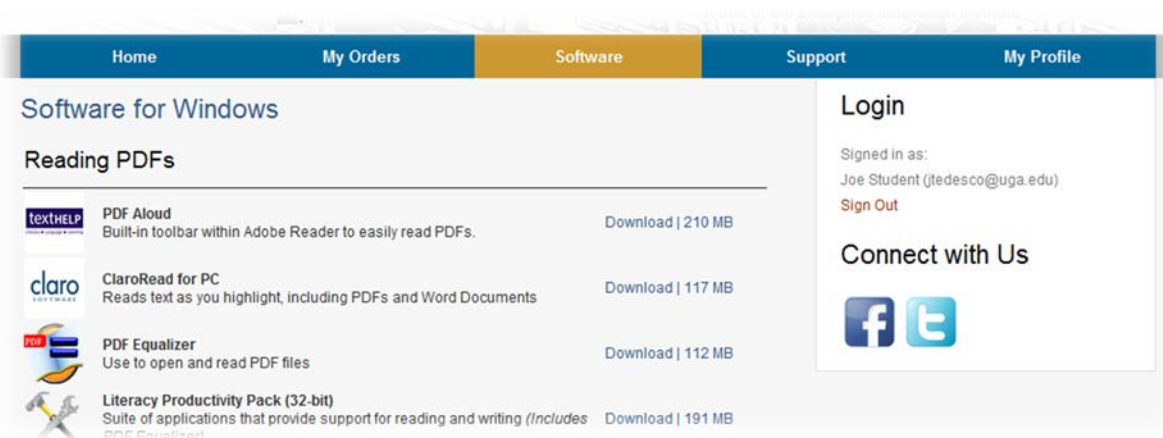 Home My Orders Software Support My Profile
Software for Windows
Reading PDFs
textHELP
PDF Aloud
Built-in toolbar within Adobe Reader to easily read PDFs.
Download | 210 MB
claro
SOFTWARE
ClaroRead for PC
Reads text as you highlight, including PDFs and Word Documents
Download | 117 MB
PDF
PDF Equalizer
Use to open and read PDF files
Download | 112 MB
Literacy Productivity Pack (32-bit)
Suite of applications that provide support for reading and writing (Includes
PDF Equalizer)
Download | 191 MB
Login
Signed in as:
Joe Student (jtedesco@uga.edu)
Sign Out
Connect with Us
f t